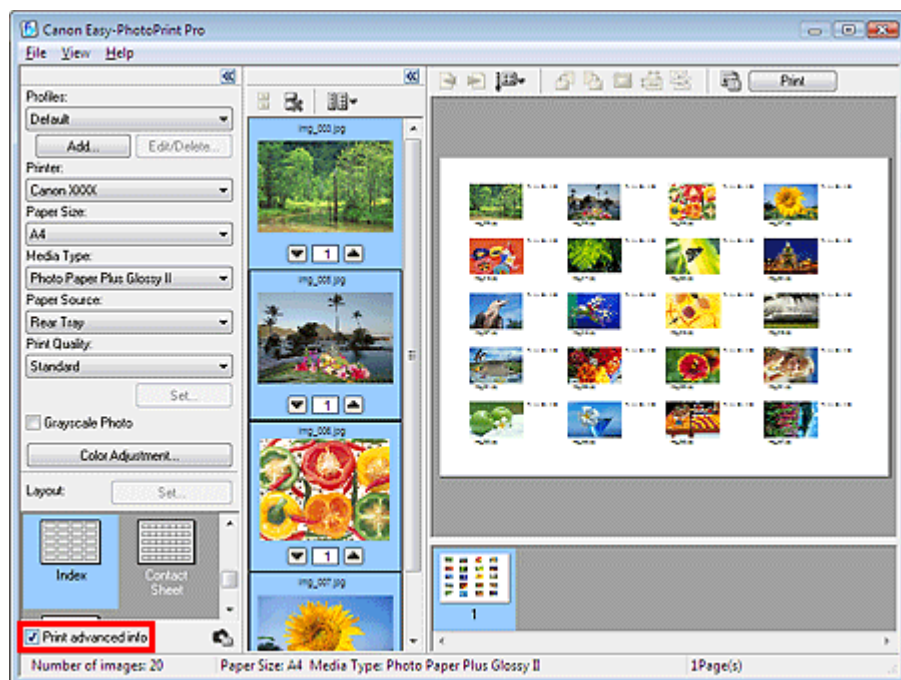 Canon Easy-PhotoPrint Pro
File View Help
Profiles:
Default
Add... Edit/Delete...
Printer:
Canon XXXX
Paper Size:
A4
Media Type:
Photo Paper Plus Glossy II
Paper Source:
Rear Tray
Print Quality:
Standard
Set...
Grayscale Photo
Color Adjustment...
Layout: Set...
Index
Contact Sheet
Print advanced info
img_003.jpg
1
img_005.jpg
1
img_006.jpg
1
img_007.jpg
Print
1
Number of images: 20
Paper Size: A4 Media Type: Photo Paper Plus Glossy II
1Page(s)